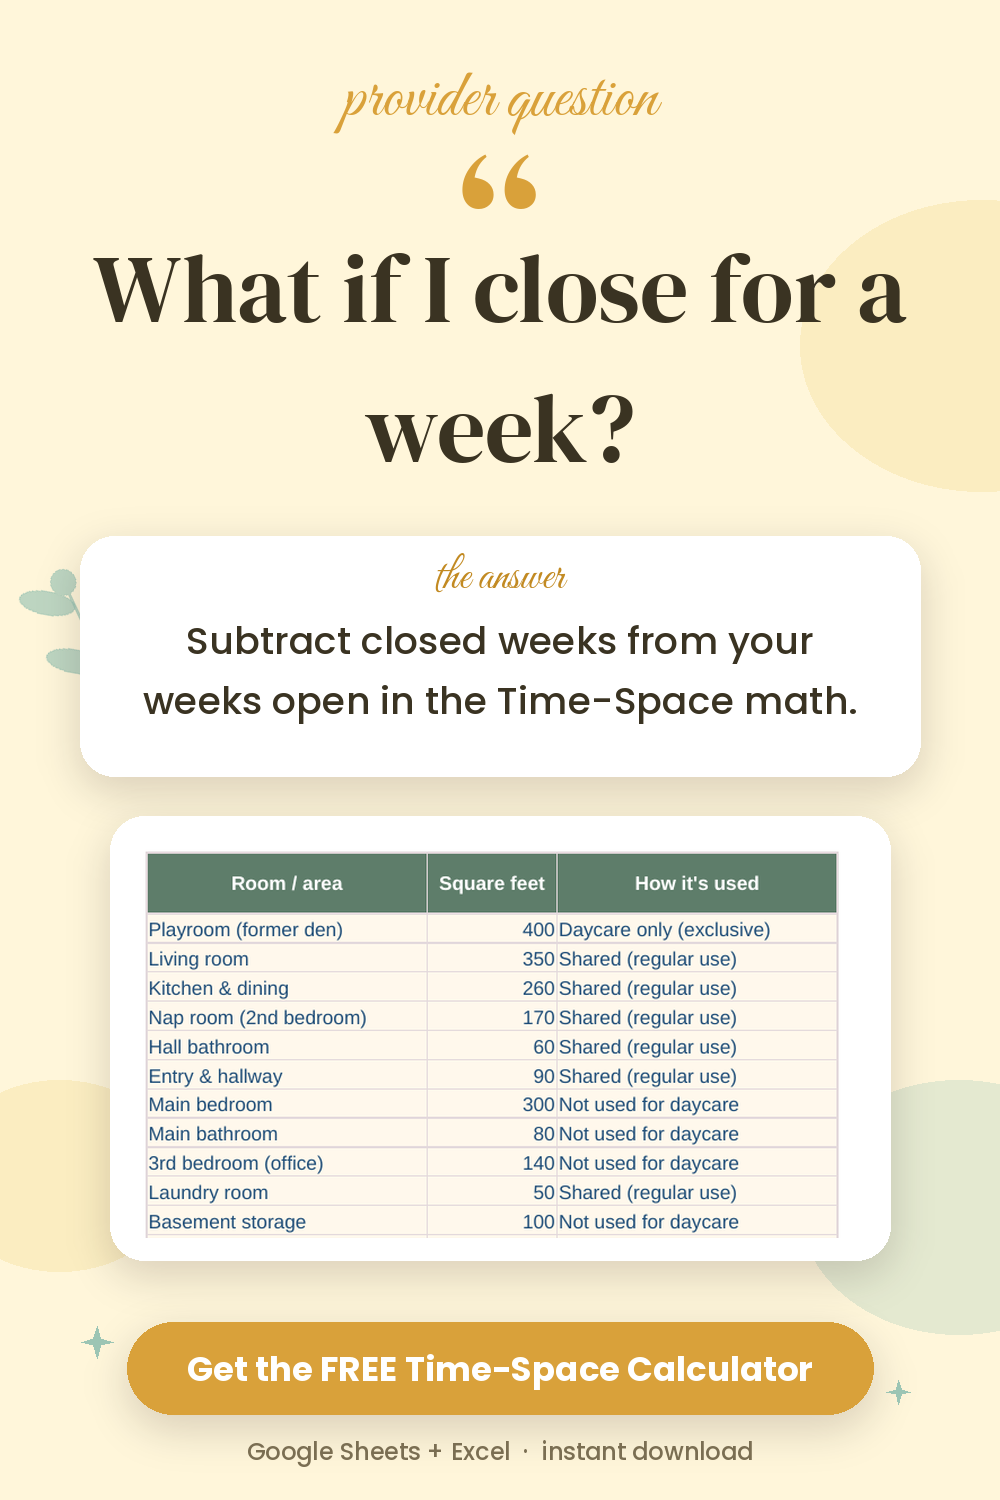 provider question
“
What if I close for a
week?
the answer
Subtract closed weeks from your
weeks open in the Time-Space math.
Room / area Square feet How it's used
Playroom (former den) 400 Daycare only (exclusive)
Living room 350 Shared (regular use)
Kitchen & dining 260 Shared (regular use)
Nap room (2nd bedroom) 170 Shared (regular use)
Hall bathroom 60 Shared (regular use)
Entry & hallway 90 Shared (regular use)
Main bedroom 300 Not used for daycare
Main bathroom 80 Not used for daycare
3rd bedroom (office) 140 Not used for daycare
Laundry room 50 Shared (regular use)
Basement storage 100 Not used for daycare
Get the FREE Time-Space Calculator
Google Sheets + Excel · instant download